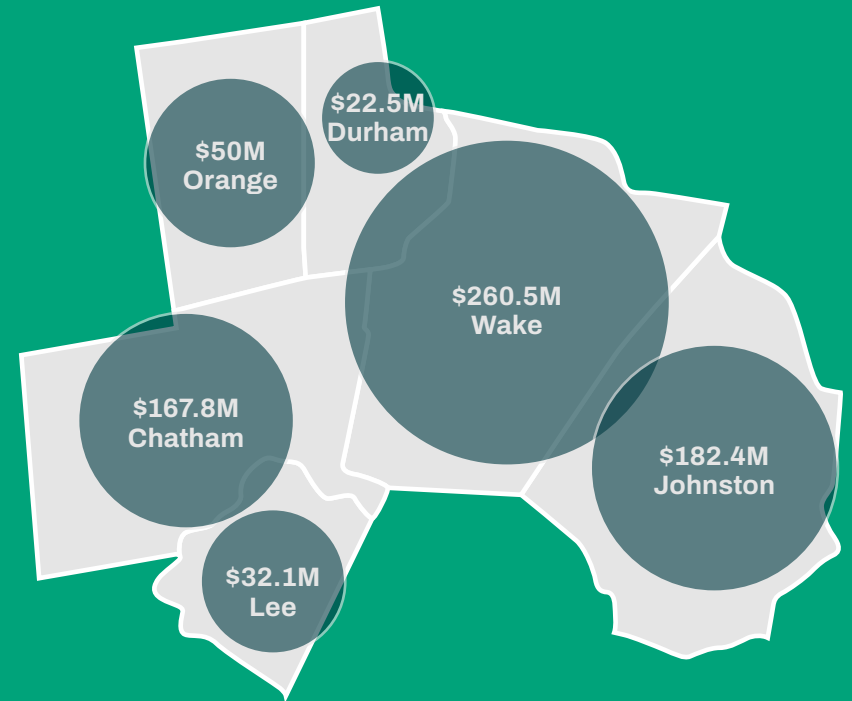 $22.5M
Durham
$50M
Orange
$260.5M
Wake
$167.8M
Chatham
$182.4M
Johnston
$32.1M
Lee